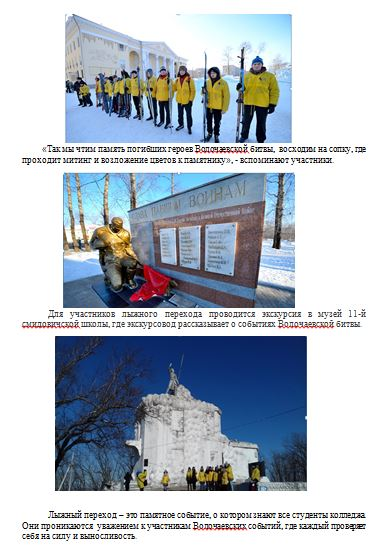 «Так мы чтим память погибших героев Волочаевской битвы, восходим на сопку, где
проходит митинг и возложение цветов к памятнику», - вспоминают участники.
ВОИНАМ
Для участников лыжного перехода проводится экскурсия в музей 11-й
смидовичской школы, где экскурсовод рассказывает о событиях Волочаевской битвы.
Лыжный переход – это памятное событие, о котором знают все студенты колледжа.
Они проникаются уважением к участникам Волочаевских событий, где каждый проверяет
себя на силу и выносливость.